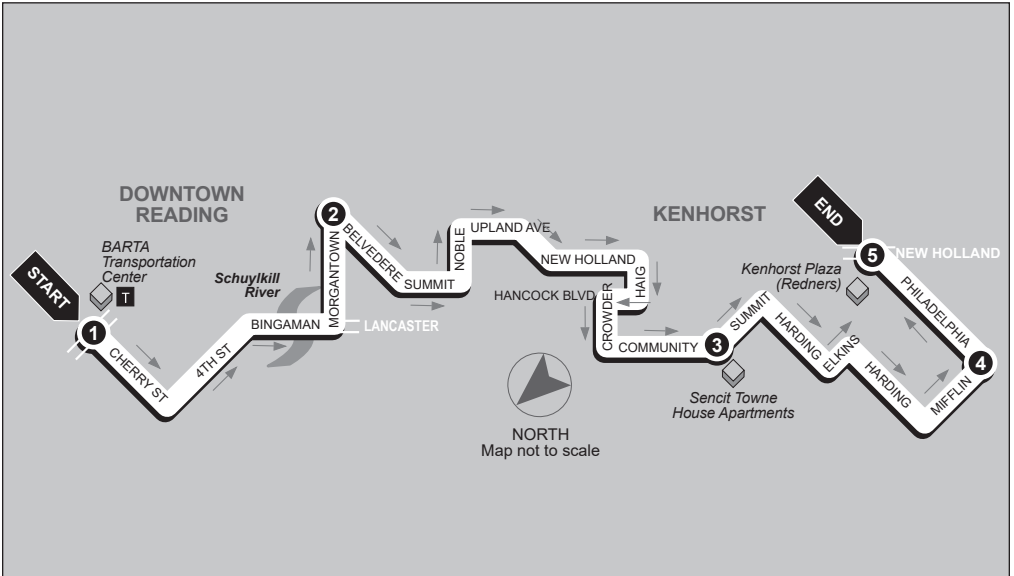 DOWNTOWN
READING
BARTA
Transportation
Center
T
START
1
CHERRY ST
4TH ST
Schuylkill
River
BINGAMAN
MORGANTOWN
LANCASTER
2
BELVEDERE
SUMMIT
NOBLE
UPLAND AVE
NEW HOLLAND
HAIG
HANCOCK BLVD
CROWDER
COMMUNITY
3
Sencit Towne
House Apartments
NORTH
Map not to scale
KENHORST
SUMMIT
HARDING
ELKINS
HARDING
MIFFLIN
4
PHILADELPHIA
Kenhorst Plaza
(Redners)
5
NEW HOLLAND
END